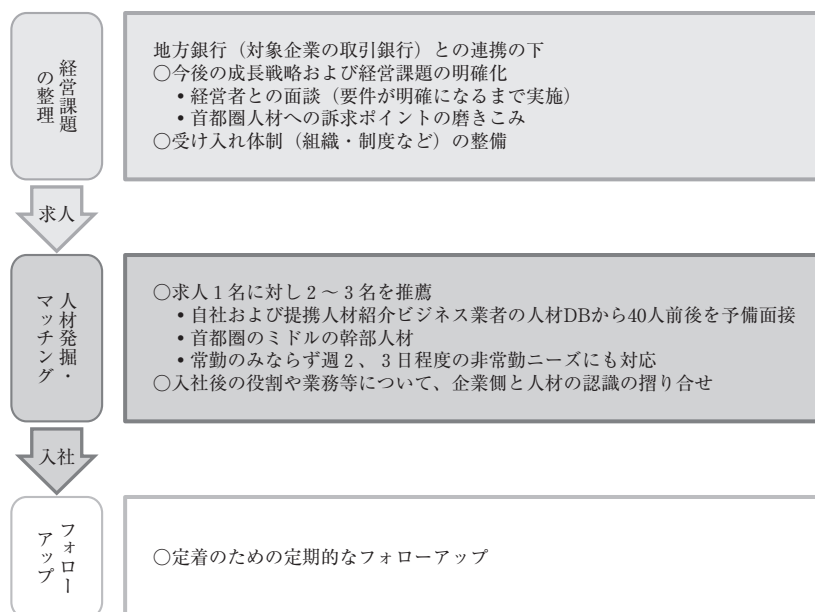 経営課題
の整理
地方銀行（対象企業の取引銀行）との連携の下
○今後の成長戦略および経営課題の明確化
• 経営者との面談（要件が明確になるまで実施）
• 首都圏人材への訴求ポイントの磨きこみ
○受け入れ体制（組織・制度など）の整備
求人
人材発掘・
マッチング
○求人１名に対し２～３名を推薦
• 自社および提携人材紹介ビジネス業者の人材DBから40人前後を予備面接
• 首都圏のミドルの幹部人材
• 常勤のみならず週２、３日程度の非常勤ニーズにも対応
○入社後の役割や業務等について、企業側と人材の認識の摺り合せ
入社
フォロー
アップ
○定着のための定期的なフォローアップ